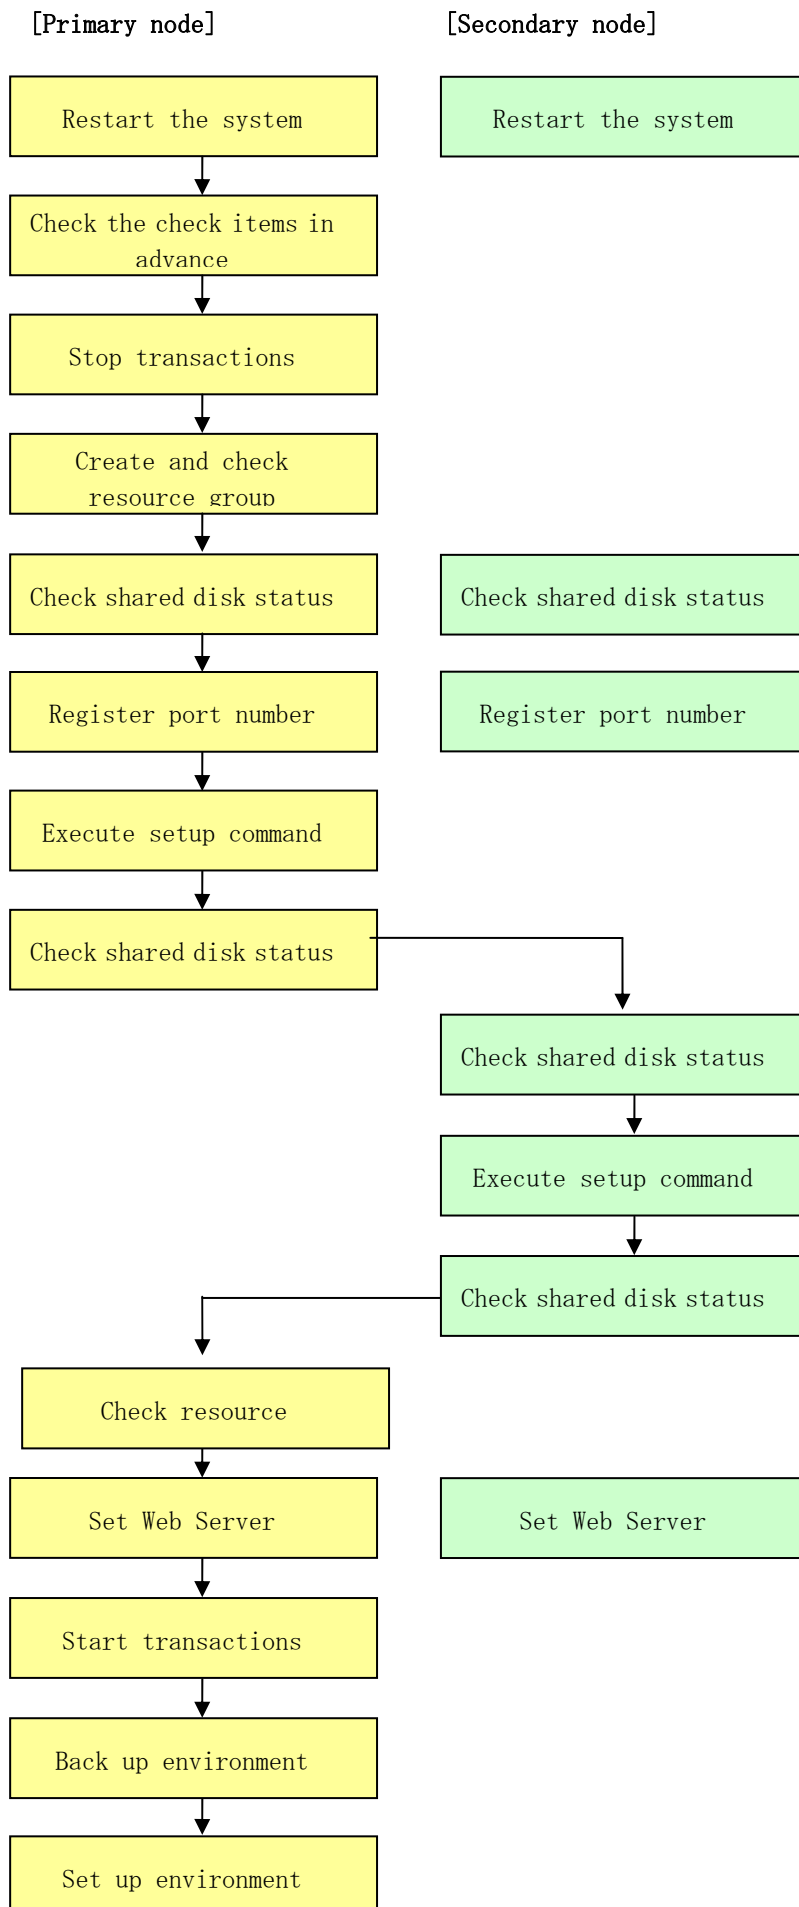 [Primary node] [Secondary node]
Restart the system Restart the system
Check the check items in
advance
Stop transactions
Create and check
resource group
Check shared disk status Check shared disk status
Register port number Register port number
Execute setup command
Check shared disk status
Check shared disk status
Execute setup command
Check shared disk status
Check resource
Set Web Server Set Web Server
Start transactions
Back up environment
Set up environment